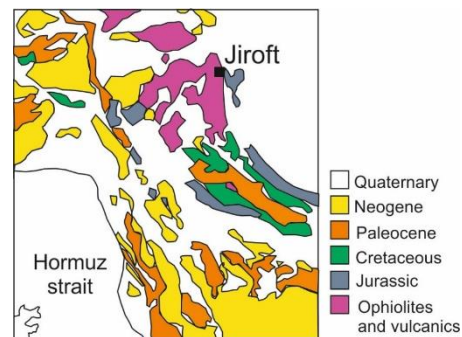 Jiroft
Hormuz
strait
Quaternary
Neogene
Paleocene
Cretaceous
Jurassic
Ophiolites
and vulcanics